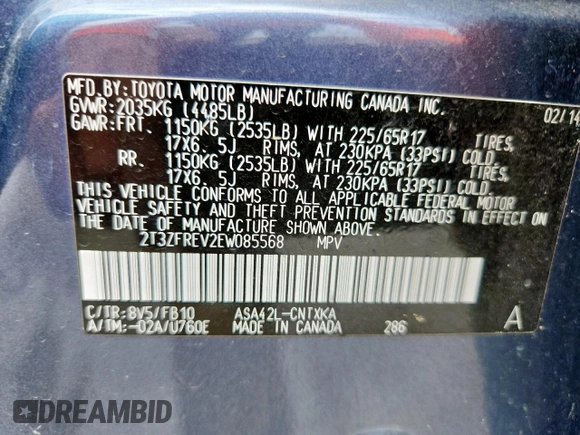 MFD.BY:TOYOTA MOTOR MANUFACTURING CANADA INC.
GVWR:2035KG (4485LB) 02/14
GAWR:FRT. 1150KG (2535LB) WITH 225/65R17 TIRES,
17X6. 5J RIMS, AT 230KPA (33PSI) COLD.
RR. 1150KG (2535LB) WITH 225/65R17 TIRES,
17X6. 5J RIMS, AT 230KPA (33PSI) COLD.
THIS VEHICLE CONFORMS TO ALL APPLICABLE FEDERAL MOTOR
VEHICLE SAFETY AND THEFT PREVENTION STANDARDS IN EFFECT ON
THE DATE OF MANUFACTURE SHOWN ABOVE.
2T3ZFREV2EW085568 MPV
C/TR:8V5/FB10 ASA42L-CNTXKA
A/TM:-02A/U760E MADE IN CANADA 286 A
DREAMBID